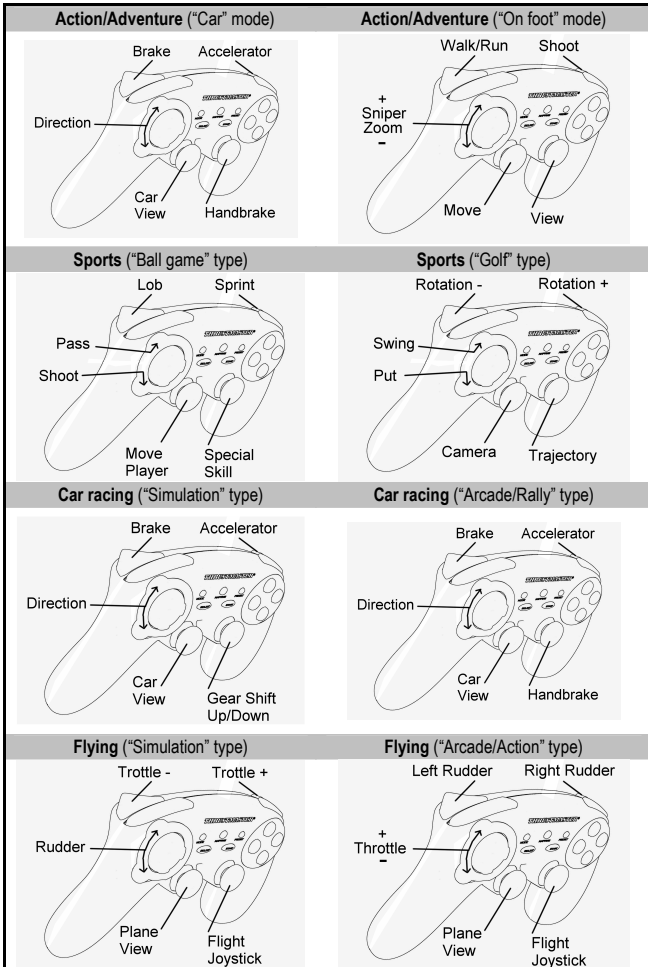 Action/Adventure (“Car” mode)
Brake Accelerator
Direction
Car
View
Handbrake
Action/Adventure (“On foot” mode)
Walk/Run Shoot
+
Sniper
Zoom
-
Move
View
Sports (“Ball game” type)
Lob Sprint
Pass
Shoot
Move
Player
Special
Skill
Sports (“Golf” type)
Rotation - Rotation +
Swing
Put
Camera
Trajectory
Car racing (“Simulation” type)
Brake Accelerator
Direction
Car
View
Gear Shift
Up/Down
Car racing (“Arcade/Rally” type)
Brake Accelerator
Direction
Car
View
Handbrake
Flying (“Simulation” type)
Trottle - Trottle +
Rudder
Plane
View
Flight
Joystick
Flying (“Arcade/Action” type)
Left Rudder Right Rudder
+
Throttle
-
Plane
View
Flight
Joystick